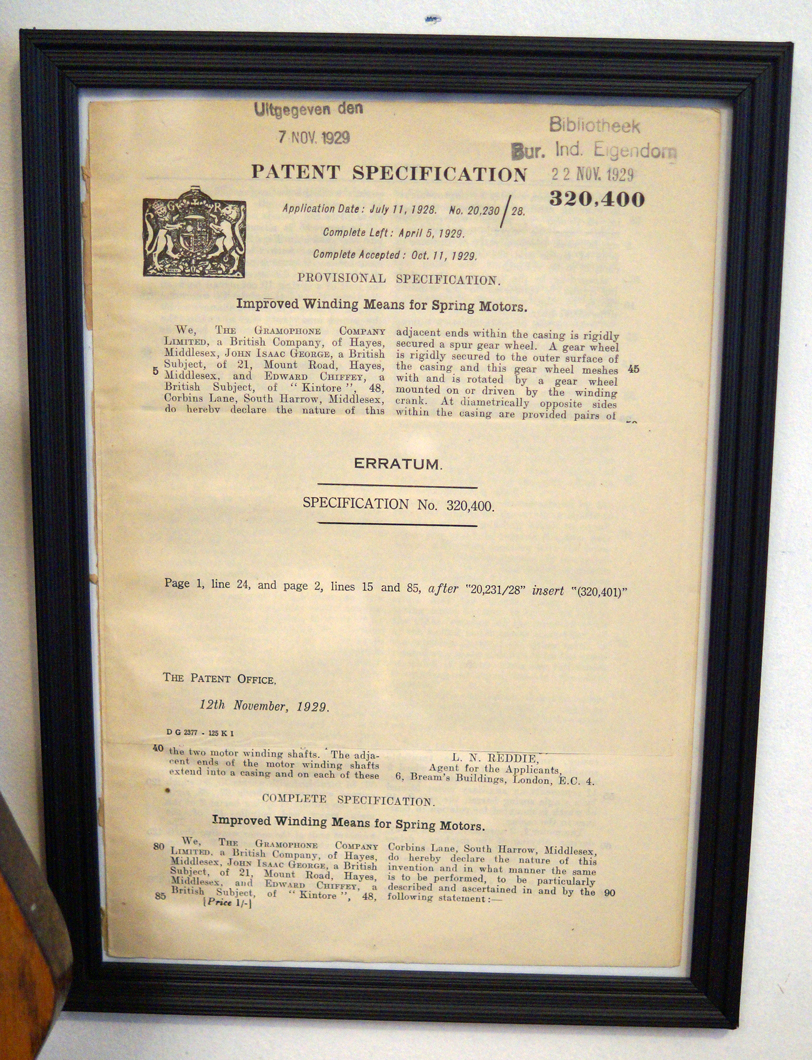 Uitgegeven den
7 NOV. 1929
Bibliotheek
Bur. Ind. Eigendom
22 NOV. 1929
PATENT SPECIFICATION
320,400
Application Date: July 11, 1928. No. 20,230/28.
Complete Left: April 5, 1929.
Complete Accepted: Oct. 11, 1929.
PROVISIONAL SPECIFICATION.
Improved Winding Means for Spring Motors.
We, THE GRAMOPHONE COMPANY
LIMITED, a British Company, of Hayes,
Middlesex, JOHN ISAAC GEORGE, a British
Subject, of 21, Mount Road, Hayes,
5 Middlesex, and EDWARD CHIFFEY, a
British Subject, of "Kintore", 48,
Corbins Lane, South Harrow, Middlesex,
do hereby declare the nature of this
adjacent ends within the casing is rigidly
secured a spur gear wheel. A gear wheel
is rigidly secured to the outer surface of
the casing and this gear wheel meshes 45
with and is rotated by a gear wheel
mounted on or driven by the winding
crank. At diametrically opposite sides
within the casing are provided pairs of
ERRATUM.
SPECIFICATION No. 320,400.
Page 1, line 24, and page 2, lines 15 and 85, after "20,231/28" insert "(320,401)"
THE PATENT OFFICE.
12th November, 1929.
D G 2377 - 125 K 1
40 the two motor winding shafts. The adja-
cent ends of the motor winding shafts
extend into a casing and on each of these
L. N. REDDIE,
Agent for the Applicants,
6, Bream's Buildings, London, E.C. 4.
COMPLETE SPECIFICATION.
Improved Winding Means for Spring Motors.
We, THE GRAMOPHONE COMPANY
80 LIMITED, a British Company, of Hayes,
Middlesex, JOHN ISAAC GEORGE, a British
Subject, of 21, Mount Road, Hayes,
Middlesex, and EDWARD CHIFFEY, a
85 British Subject, of "Kintore", 48,
[Price 1/-]
Corbins Lane, South Harrow, Middlesex,
do hereby declare the nature of this
invention and in what manner the same
is to be performed, to be particularly
described and ascertained in and by the 90
following statement:—